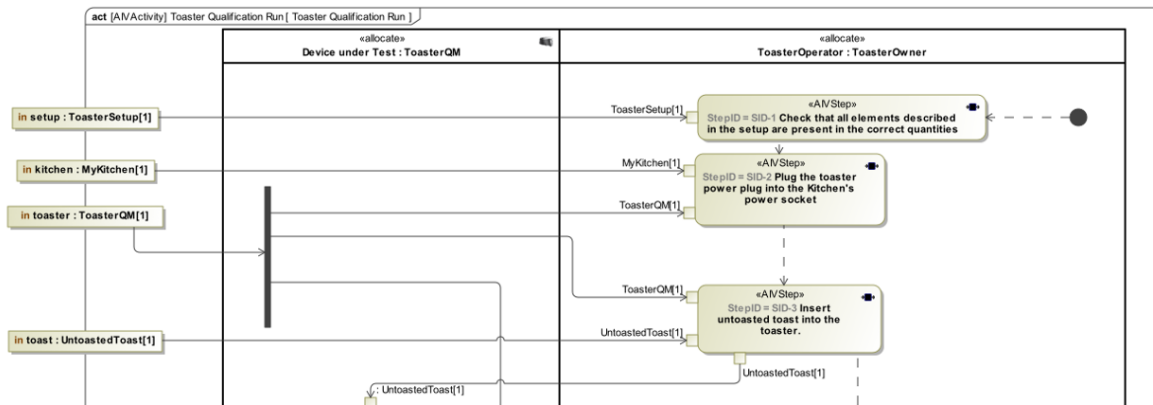 act [AIVActivity] Toaster Qualification Run [ Toaster Qualification Run ]
«allocate»
Device under Test : ToasterQM
«allocate»
ToasterOperator : ToasterOwner
in setup : ToasterSetup[1]
ToasterSetup[1]
«AIVStep»
StepID = SID-1 Check that all elements described
in the setup are present in the correct quantities
in kitchen : MyKitchen[1]
MyKitchen[1]
«AIVStep»
StepID = SID-2 Plug the toaster
power plug into the Kitchen's
power socket
in toaster : ToasterQM[1]
ToasterQM[1]
ToasterQM[1]
«AIVStep»
StepID = SID-3 Insert
untoasted toast into the
toaster.
in toast : UntoastedToast[1]
UntoastedToast[1]
UntoastedToast[1]
: UntoastedToast[1]